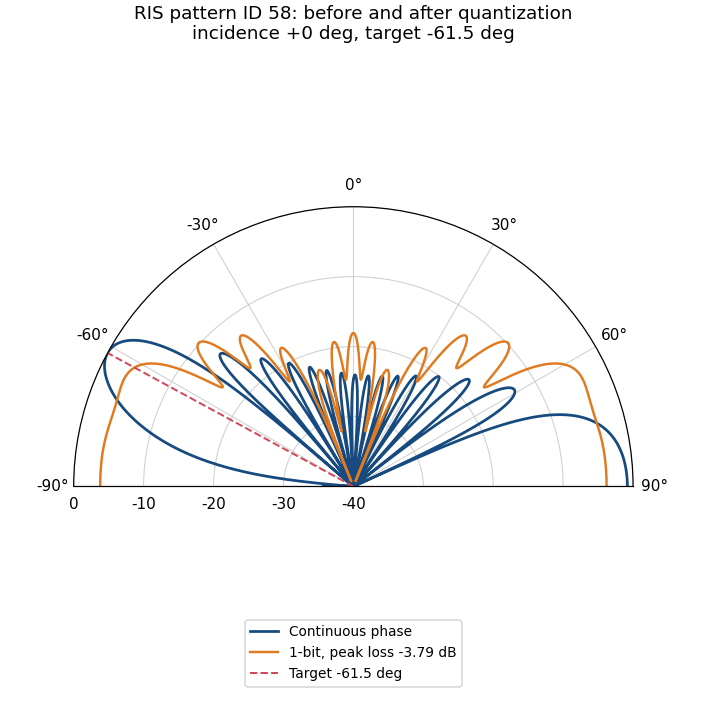 RIS pattern ID 58: before and after quantization
incidence +0 deg, target -61.5 deg
0°
-30°
30°
-60°
60°
-90°
90°
0
-10
-20
-30
-40
Continuous phase
1-bit, peak loss -3.79 dB
Target -61.5 deg